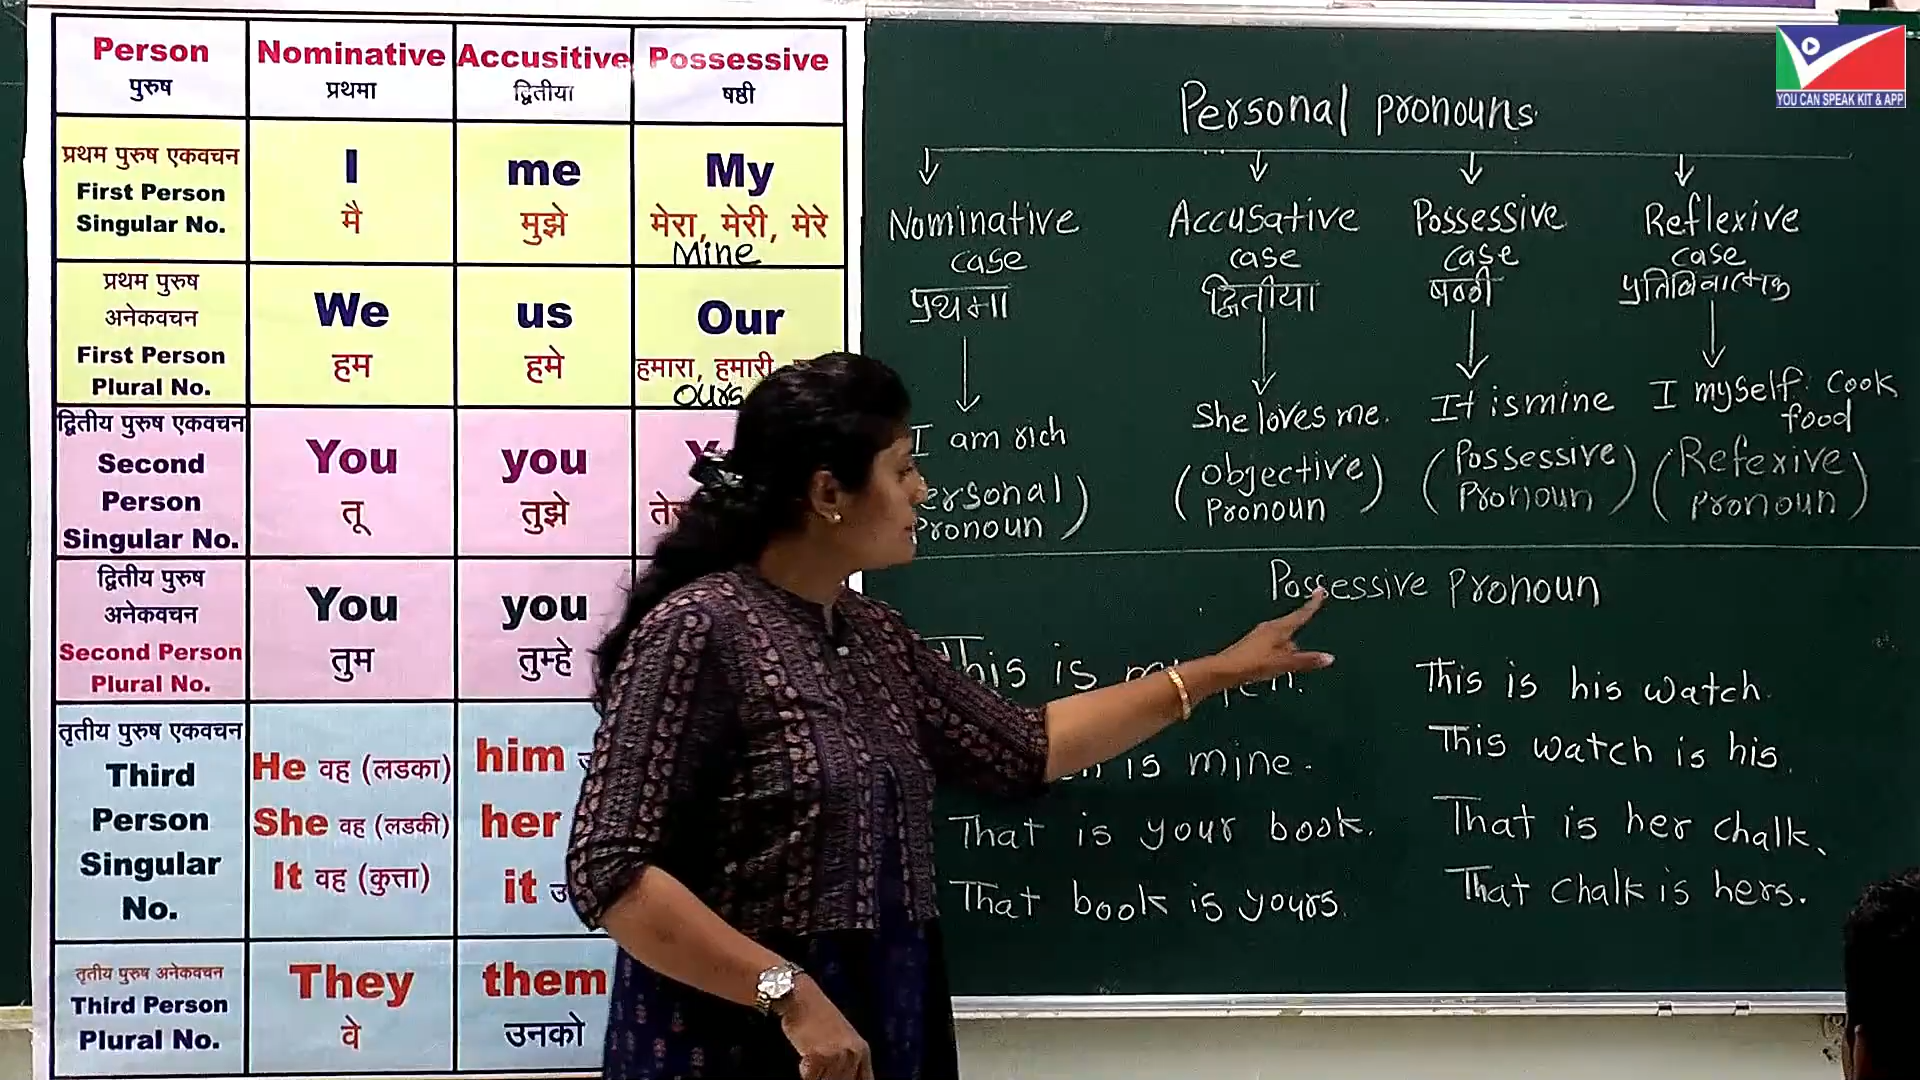 Person Nominative Accusitive Possessive
पुरुष प्रथमा द्वितीया षष्ठी
प्रथम पुरुष एकवचन
First Person
Singular No.
I me My
मै मुझे मेरा, मेरी, मेरे
Mine
प्रथम पुरुष
अनेकवचन
First Person
Plural No.
We us Our
हम हमे हमारा, हमारी
ours
द्वितीय पुरुष एकवचन
Second
Person
Singular No.
You you
तू तुझे
द्वितीय पुरुष
अनेकवचन
Second Person
Plural No.
You you
तुम तुम्हे
तृतीय पुरुष एकवचन
Third
Person
Singular
No.
He वह (लडका) him
She वह (लडकी) her
It वह (कुत्ता) it
तृतीय पुरुष अनेकवचन
Third Person
Plural No.
They them
वे उनको
YOU CAN SPEAK KIT & APP
Personal pronouns
Nominative Accusative Possessive Reflexive
case case case case
प्रथमा द्वितीया षष्ठी
I am rich She loves me. It is mine I myself cook
food
(Objective (Possessive (Refexive
Pronoun) Pronoun) Pronoun)
Possessive Pronoun
This is
is mine.
That is your book.
That book is yours.
This is his watch.
This watch is his.
That is her chalk.
That chalk is hers.